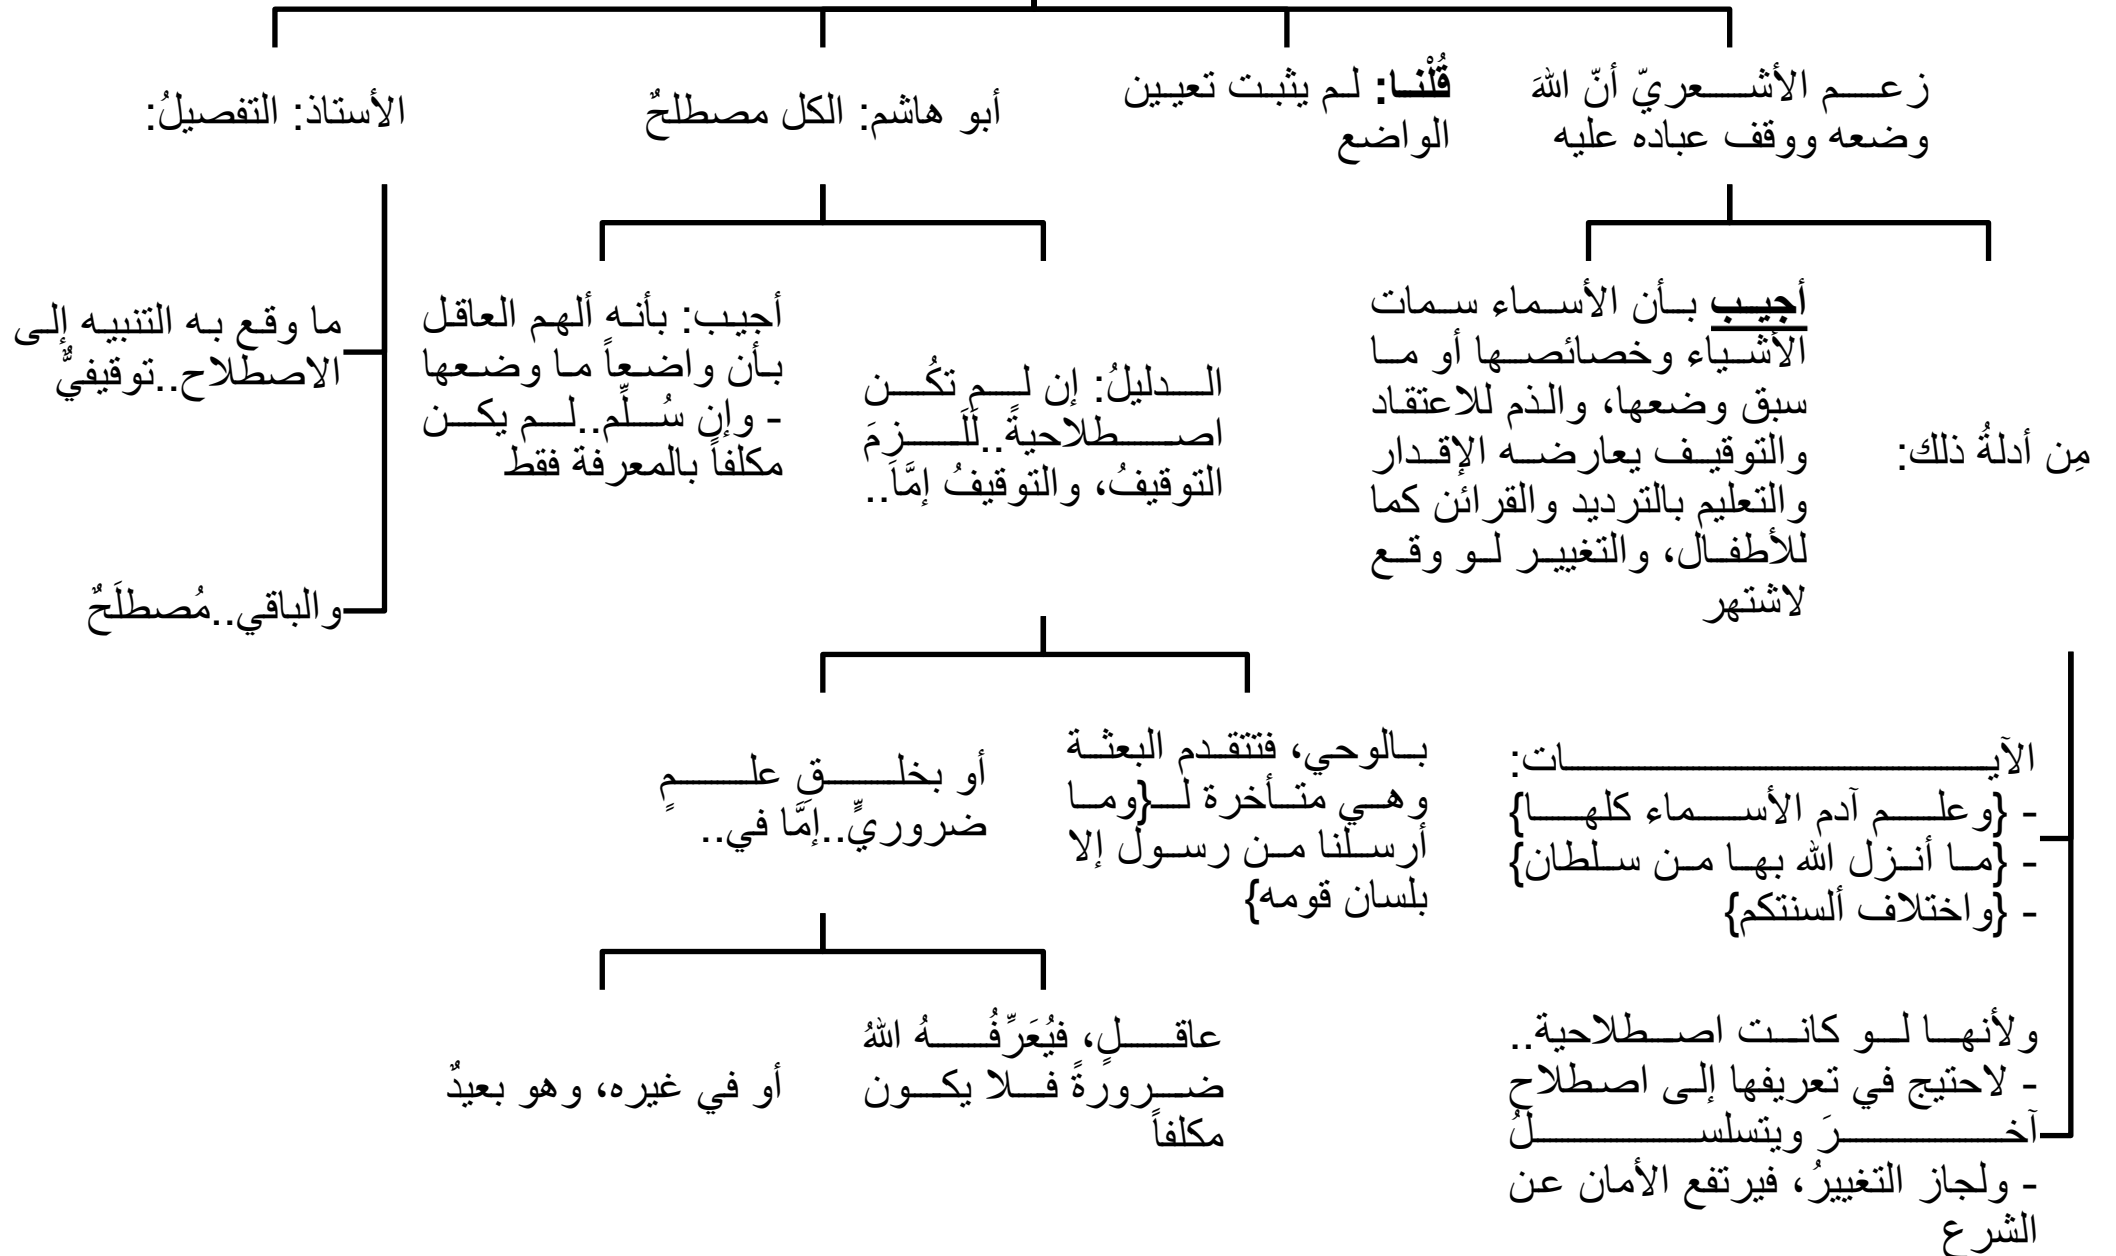 زعم الأشعريّ أنّ اللهَ
وضعه ووقف عباده عليه
قُلْنا: لم يثبت تعيين
الواضع
أبو هاشم: الكل مصطلحٌ
الأستاذ: التفصيلُ:
مِن أدلةُ ذلك:
أجيب بأن الأسماء سمات
الأشياء وخصائصها أو ما
سبق وضعها، والذم للاعتقاد
والتوقيف يعارضه الإقدار
والتعليم بالترديد والقرائن كما
للأطفال، والتغيير لو وقع
لاشتهر
الدليلُ: إن لم تكُن
اصطلاحيةً..لَلَزِمَ
التوقيفُ، والتوقيفُ إمَّا..
أجيب: بأنه ألهم العاقل
بأن واضعاً ما وضعها
- وإن سُلِّم..لم يكن
مكلفاً بالمعرفة فقط
ما وقع به التنبيه إلى
الاصطلاح..توقيفيٌّ
والباقي..مُصطلَحٌ
الآيات:
- {وعلم آدم الأسماء كلها}
- {ما أنزل الله بها من سلطان}
- {واختلاف ألسنتكم}
بالوحي، فتتقدم البعثة
وهي متأخرة لـ{وما
أرسلنا من رسول إلا
بلسان قومه}
أو بخلقِ علمٍ
ضروريٍّ..إمَّا في..
ولأنها لو كانت اصطلاحية..
- لاحتيج في تعريفها إلى اصطلاح
آخرَ ويتسلسلُ
- ولجاز التغييرُ، فيرتفع الأمان عن
الشرع
عاقلٍ، فيُعَرِّفُهُ اللهُ
ضرورةً فلا يكون
مكلفاً
أو في غيره، وهو بعيدٌ